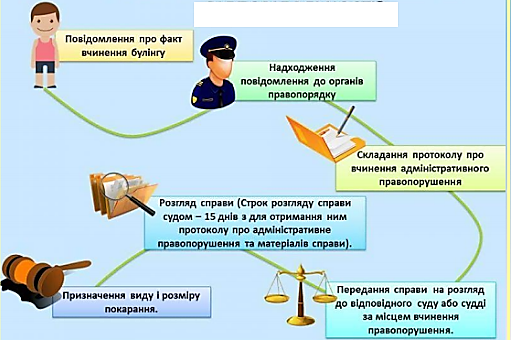 Повідомлення про факт
вчинення булінгу
Надходження
повідомлення до органів
правопорядку
Складання протоколу про
вчинення адміністративного
правопорушення
Розгляд справи (Строк розгляду справи
судом – 15 днів з для отримання ним
протоколу про адміністративне
правопорушення та матеріалів справи).
Призначення виду і розміру
покарання.
Передання справи на розгляд
до відповідного суду або судді
за місцем вчинення
правопорушення.